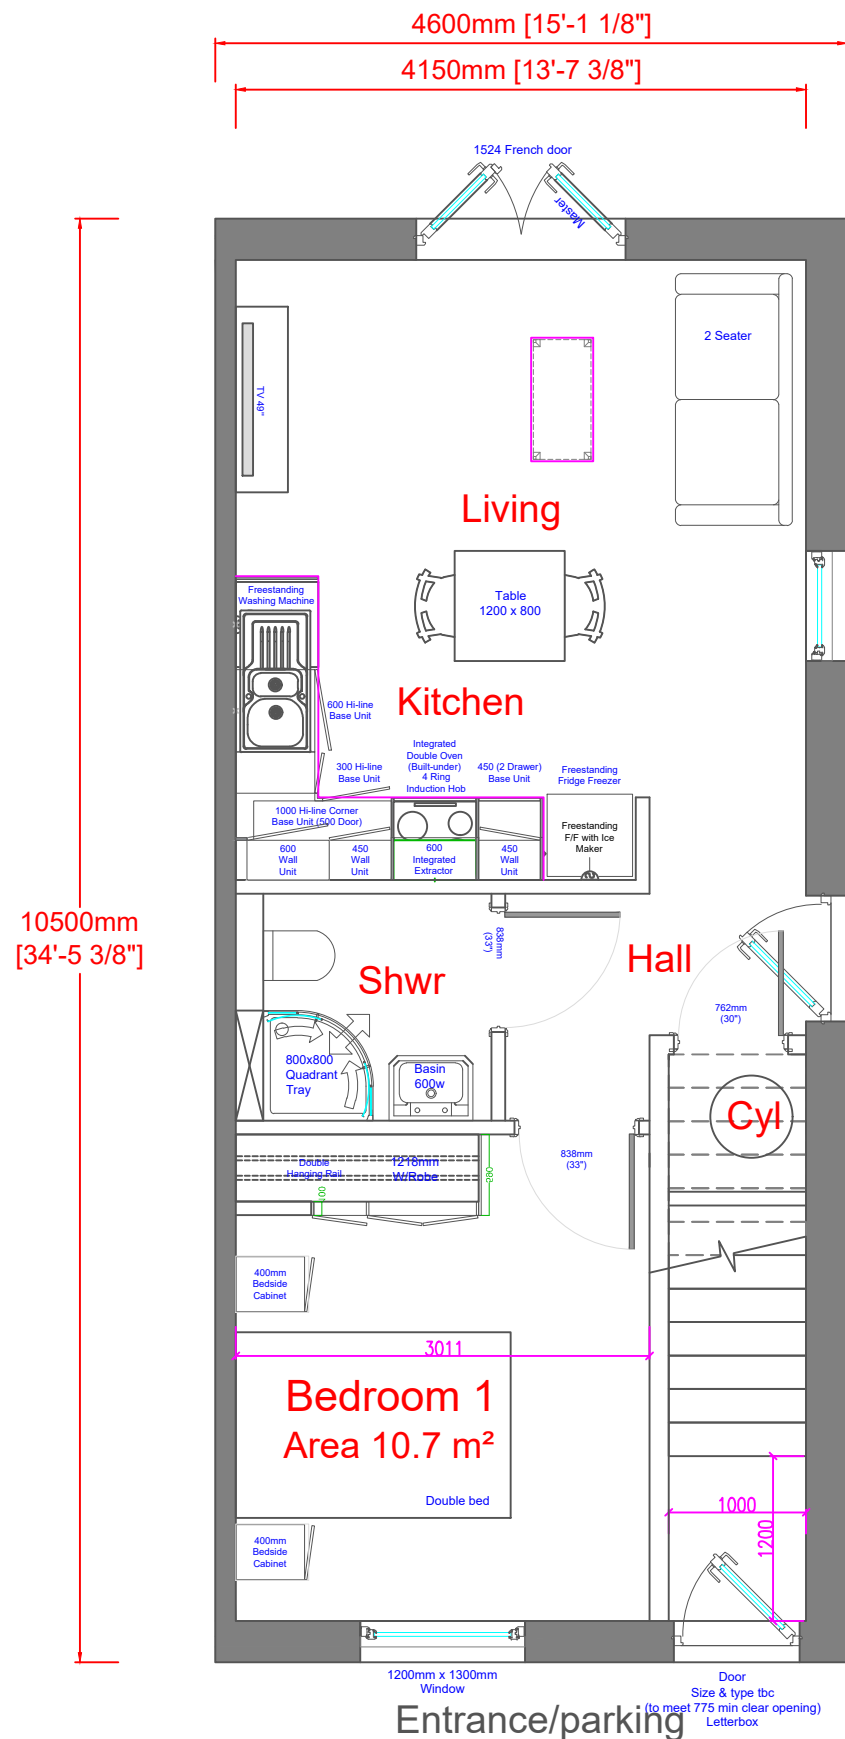 4600mm [15'-1 1/8"]
4150mm [13'-7 3/8"]
1524 French door
Master
2 Seater
TV 49"
Living
Freestanding
Washing Machine
Table
1200 x 800
Kitchen
600 Hi-line
Base Unit
Integrated
Double Oven
(Built-under)
4 Ring
Induction Hob
300 Hi-line
Base Unit
450 (2 Drawer)
Base Unit
Freestanding
Fridge Freezer
1000 Hi-line Corner
Base Unit (500 Door)
Freestanding
F/F with Ice
Maker
600
Wall
Unit
450
Wall
Unit
600
Integrated
Extractor
450
Wall
Unit
10500mm
[34'-5 3/8"]
838mm
(33")
Hall
Shwr
762mm
(30")
800x800
Quadrant
Tray
Basin
600w
Cyl
838mm
(33")
Double
Hanging Rail
1218mm
W/Robe
580
100
400mm
Bedside
Cabinet
3011
Bedroom 1
Area 10.7 m²
Double bed
1000
1200
400mm
Bedside
Cabinet
1200mm x 1300mm
Window
Door
Size & type tbc
(to meet 775 min clear opening)
Letterbox
Entrance/parking